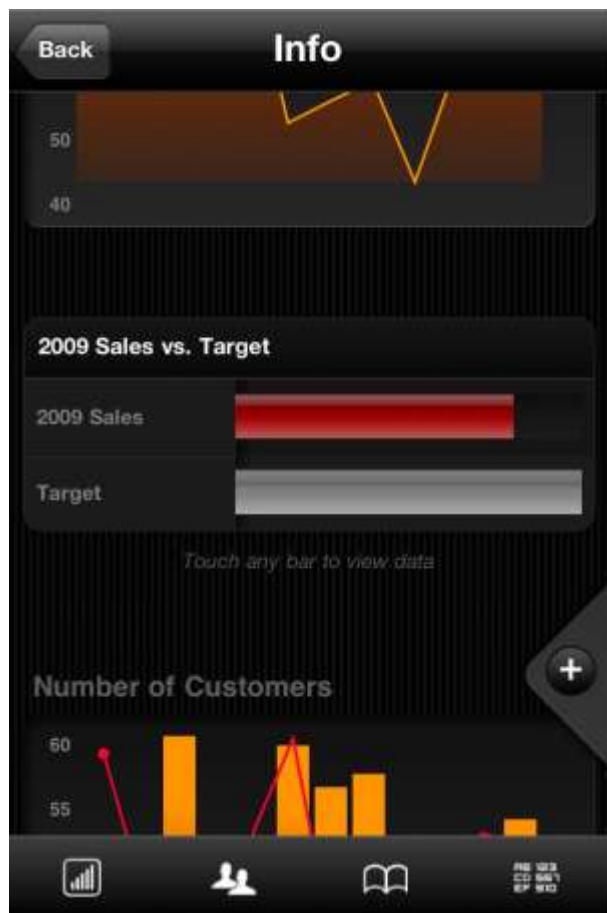 Back
Info
50
40
2009 Sales vs. Target
2009 Sales
Target
Touch any bar to view data
+
Number of Customers
60
55